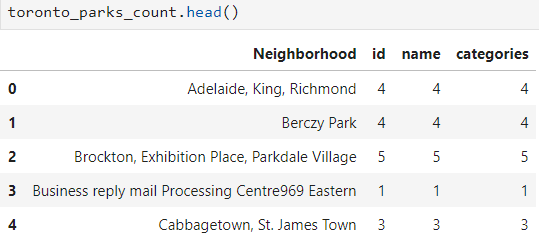 toronto_parks_count.head()
Neighborhood id name categories
0 Adelaide, King, Richmond 4 4 4
1 Berczy Park 4 4 4
2 Brockton, Exhibition Place, Parkdale Village 5 5 5
3 Business reply mail Processing Centre969 Eastern 1 1 1
4 Cabbagetown, St. James Town 3 3 3